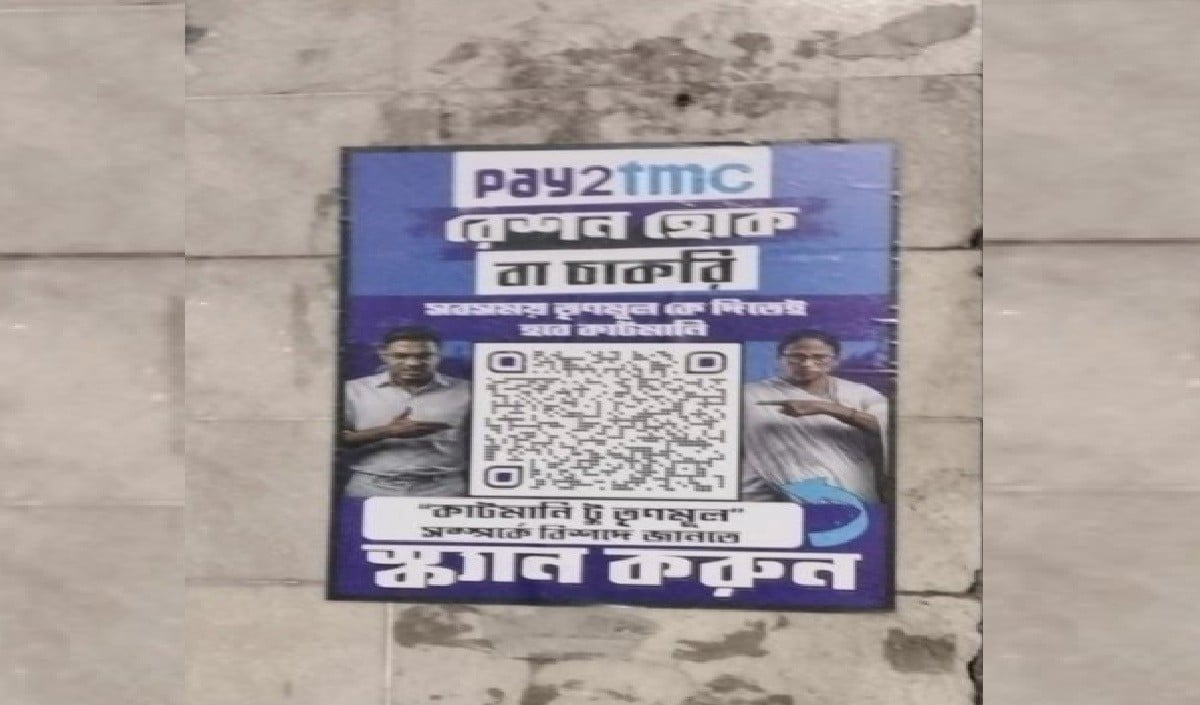 pay2tmc
রেশন হোক
বা চাকরি
সবসময় তৃণমূল কে দিতেই
হবে কাটমানি
"কাটমানি টু তৃণমূল"
সম্পর্কে বিশদে জানতে
স্ক্যান করুন